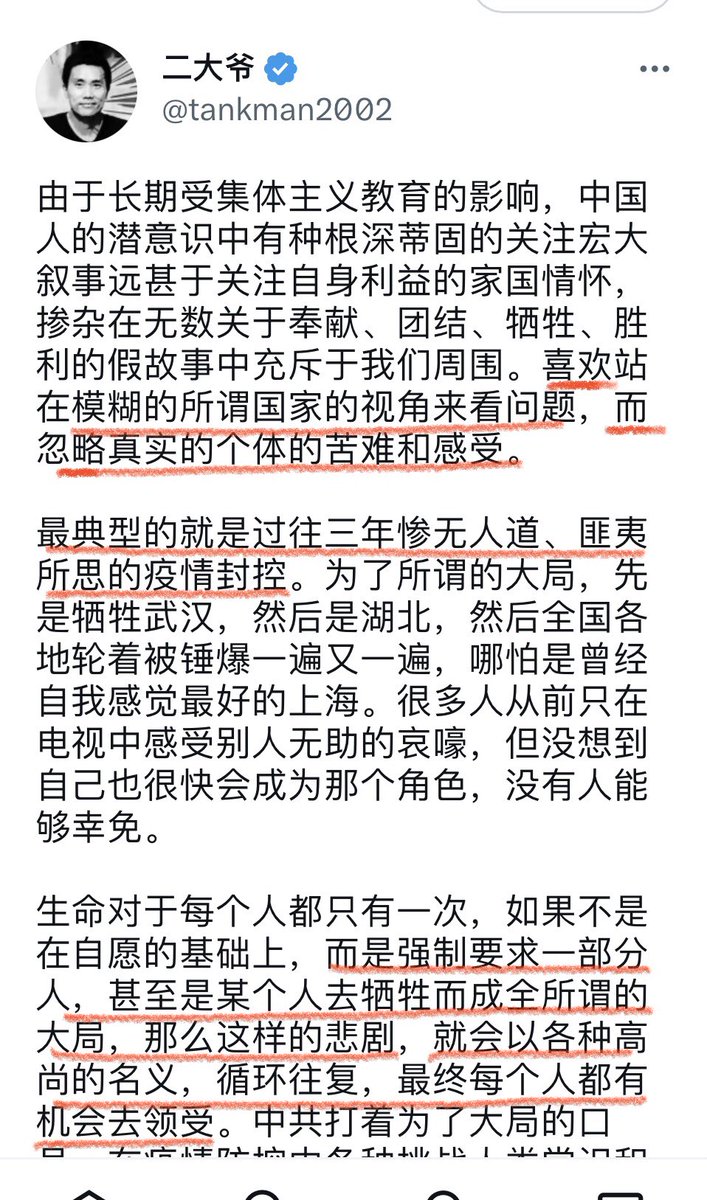 二大爷
@tankman2002
由于长期受集体主义教育的影响，中国
人的潜意识中有种根深蒂固的关注宏大
叙事远甚于关注自身利益的家国情怀，
掺杂在无数关于奉献、团结、牺牲、胜
利的假故事中充斥于我们周围。喜欢站
在模糊的所谓国家的视角来看问题，而
忽略真实的个体的苦难和感受。
最典型的就是过往三年惨无人道、匪夷
所思的疫情封控。为了所谓的大局，先
是牺牲武汉，然后是湖北，然后全国各
地轮着被锤爆一遍又一遍，哪怕是曾经
自我感觉最好的上海。很多人从前只在
电视中感受别人无助的哀嚎，但没想到
自己也很快会成为那个角色，没有人能
够幸免。
生命对于每个人都只有一次，如果不是
在自愿的基础上，而是强制要求一部分
人，甚至是某个人去牺牲而成全所谓的
大局，那么这样的悲剧，就会以各种高
尚的名义，循环往复，最终每个人都有
机会去领受。中共打着为了大局的口